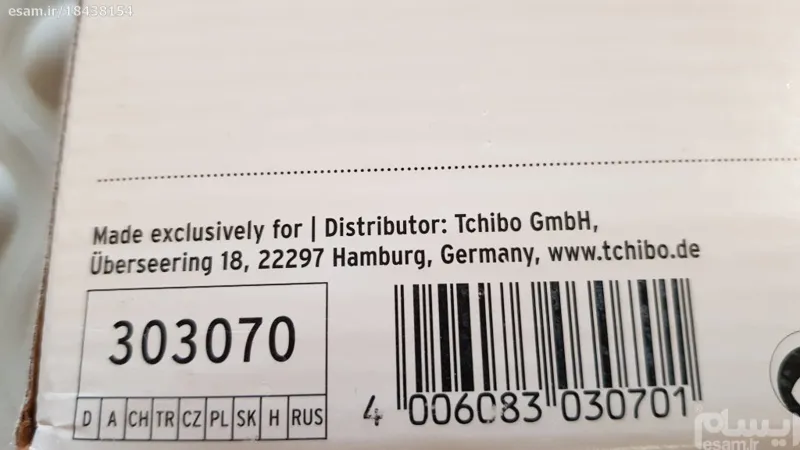 esam.ir/18438154
Made exclusively for | Distributor: Tchibo GmbH,
Überseering 18, 22297 Hamburg, Germany, www.tchibo.de
303070
D A CH TR CZ PL SK H RUS
4 006083 030701
ایسام
esam.ir